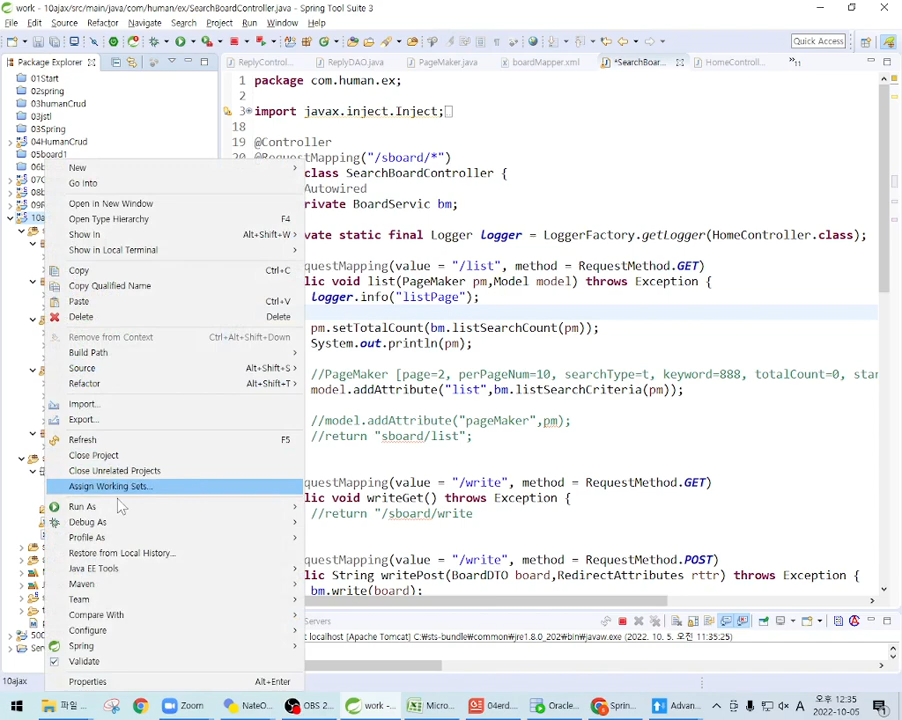 work - 10ajax/src/main/java/com/human/ex/SearchBoardController.java - Spring Tool Suite 3
File Edit Source Refactor Navigate Search Project Run Window Help
Quick Access
Package Explorer
01Start
02spring
03humanCrud
03jstl
03Spring
04HumanCrud
05board1
ReplyControl...
ReplyDAO.java
PageMaker.java
boardMapper.xml
*SearchBoar...
HomeControll...
11
1 package com.human.ex;
2
3 import javax.inject.Inject;
18
19 @Controller
20 @RequestMapping("/sboard/*")
class SearchBoardController {
Autowired
rivate BoardServic bm;
vate static final Logger logger = LoggerFactory.getLogger(HomeController.class);
questMapping(value = "/list", method = RequestMethod.GET)
lic void list(PageMaker pm,Model model) throws Exception {
logger.info("listPage");
pm.setTotalCount(bm.listSearchCount(pm));
System.out.println(pm);
//PageMaker [page=2, perPageNum=10, searchType=t, keyword=888, totalCount=0, star
model.addAttribute("list",bm.listSearchCriteria(pm));
//model.addAttribute("pageMaker",pm);
//return "sboard/list";
questMapping(value = "/write", method = RequestMethod.GET)
lic void writeGet() throws Exception {
//return "/sboard/write
questMapping(value = "/write", method = RequestMethod.POST)
lic String writePost(BoardDTO board,RedirectAttributes rttr) throws Exception {
bm.write(board);
New
Go Into
Open in New Window
Open Type Hierarchy F4
Show In Alt+Shift+W
Show in Local Terminal
Copy Ctrl+C
Copy Qualified Name
Paste Ctrl+V
Delete Delete
Remove from Context Ctrl+Alt+Shift+Down
Build Path
Source Alt+Shift+S
Refactor Alt+Shift+T
Import...
Export...
Refresh F5
Close Project
Close Unrelated Projects
Assign Working Sets...
Run As
Debug As
Profile As
Restore from Local History...
Java EE Tools
Maven
Team
Compare With
Configure
Spring
Validate
Properties Alt+Enter
Servers
localhost [Apache Tomcat] C:\sts-bundle\common\jre1.8.0_202\bin\javaw.exe (2022. 10. 5. 오전 11:35:25)
10ajax
파일 ...
Zoom
NateO...
OBS 2...
work -...
Micro...
04erd...
Oracle...
Sprin...
Advan...
A
오후 12:35
2022-10-05